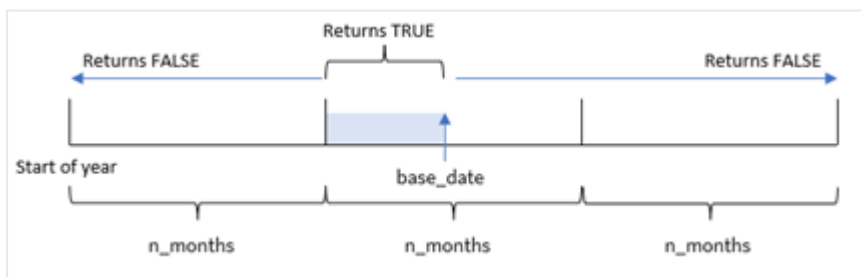 Returns TRUE
Returns FALSE
Returns FALSE
Start of year
base_date
n_months
n_months
n_months